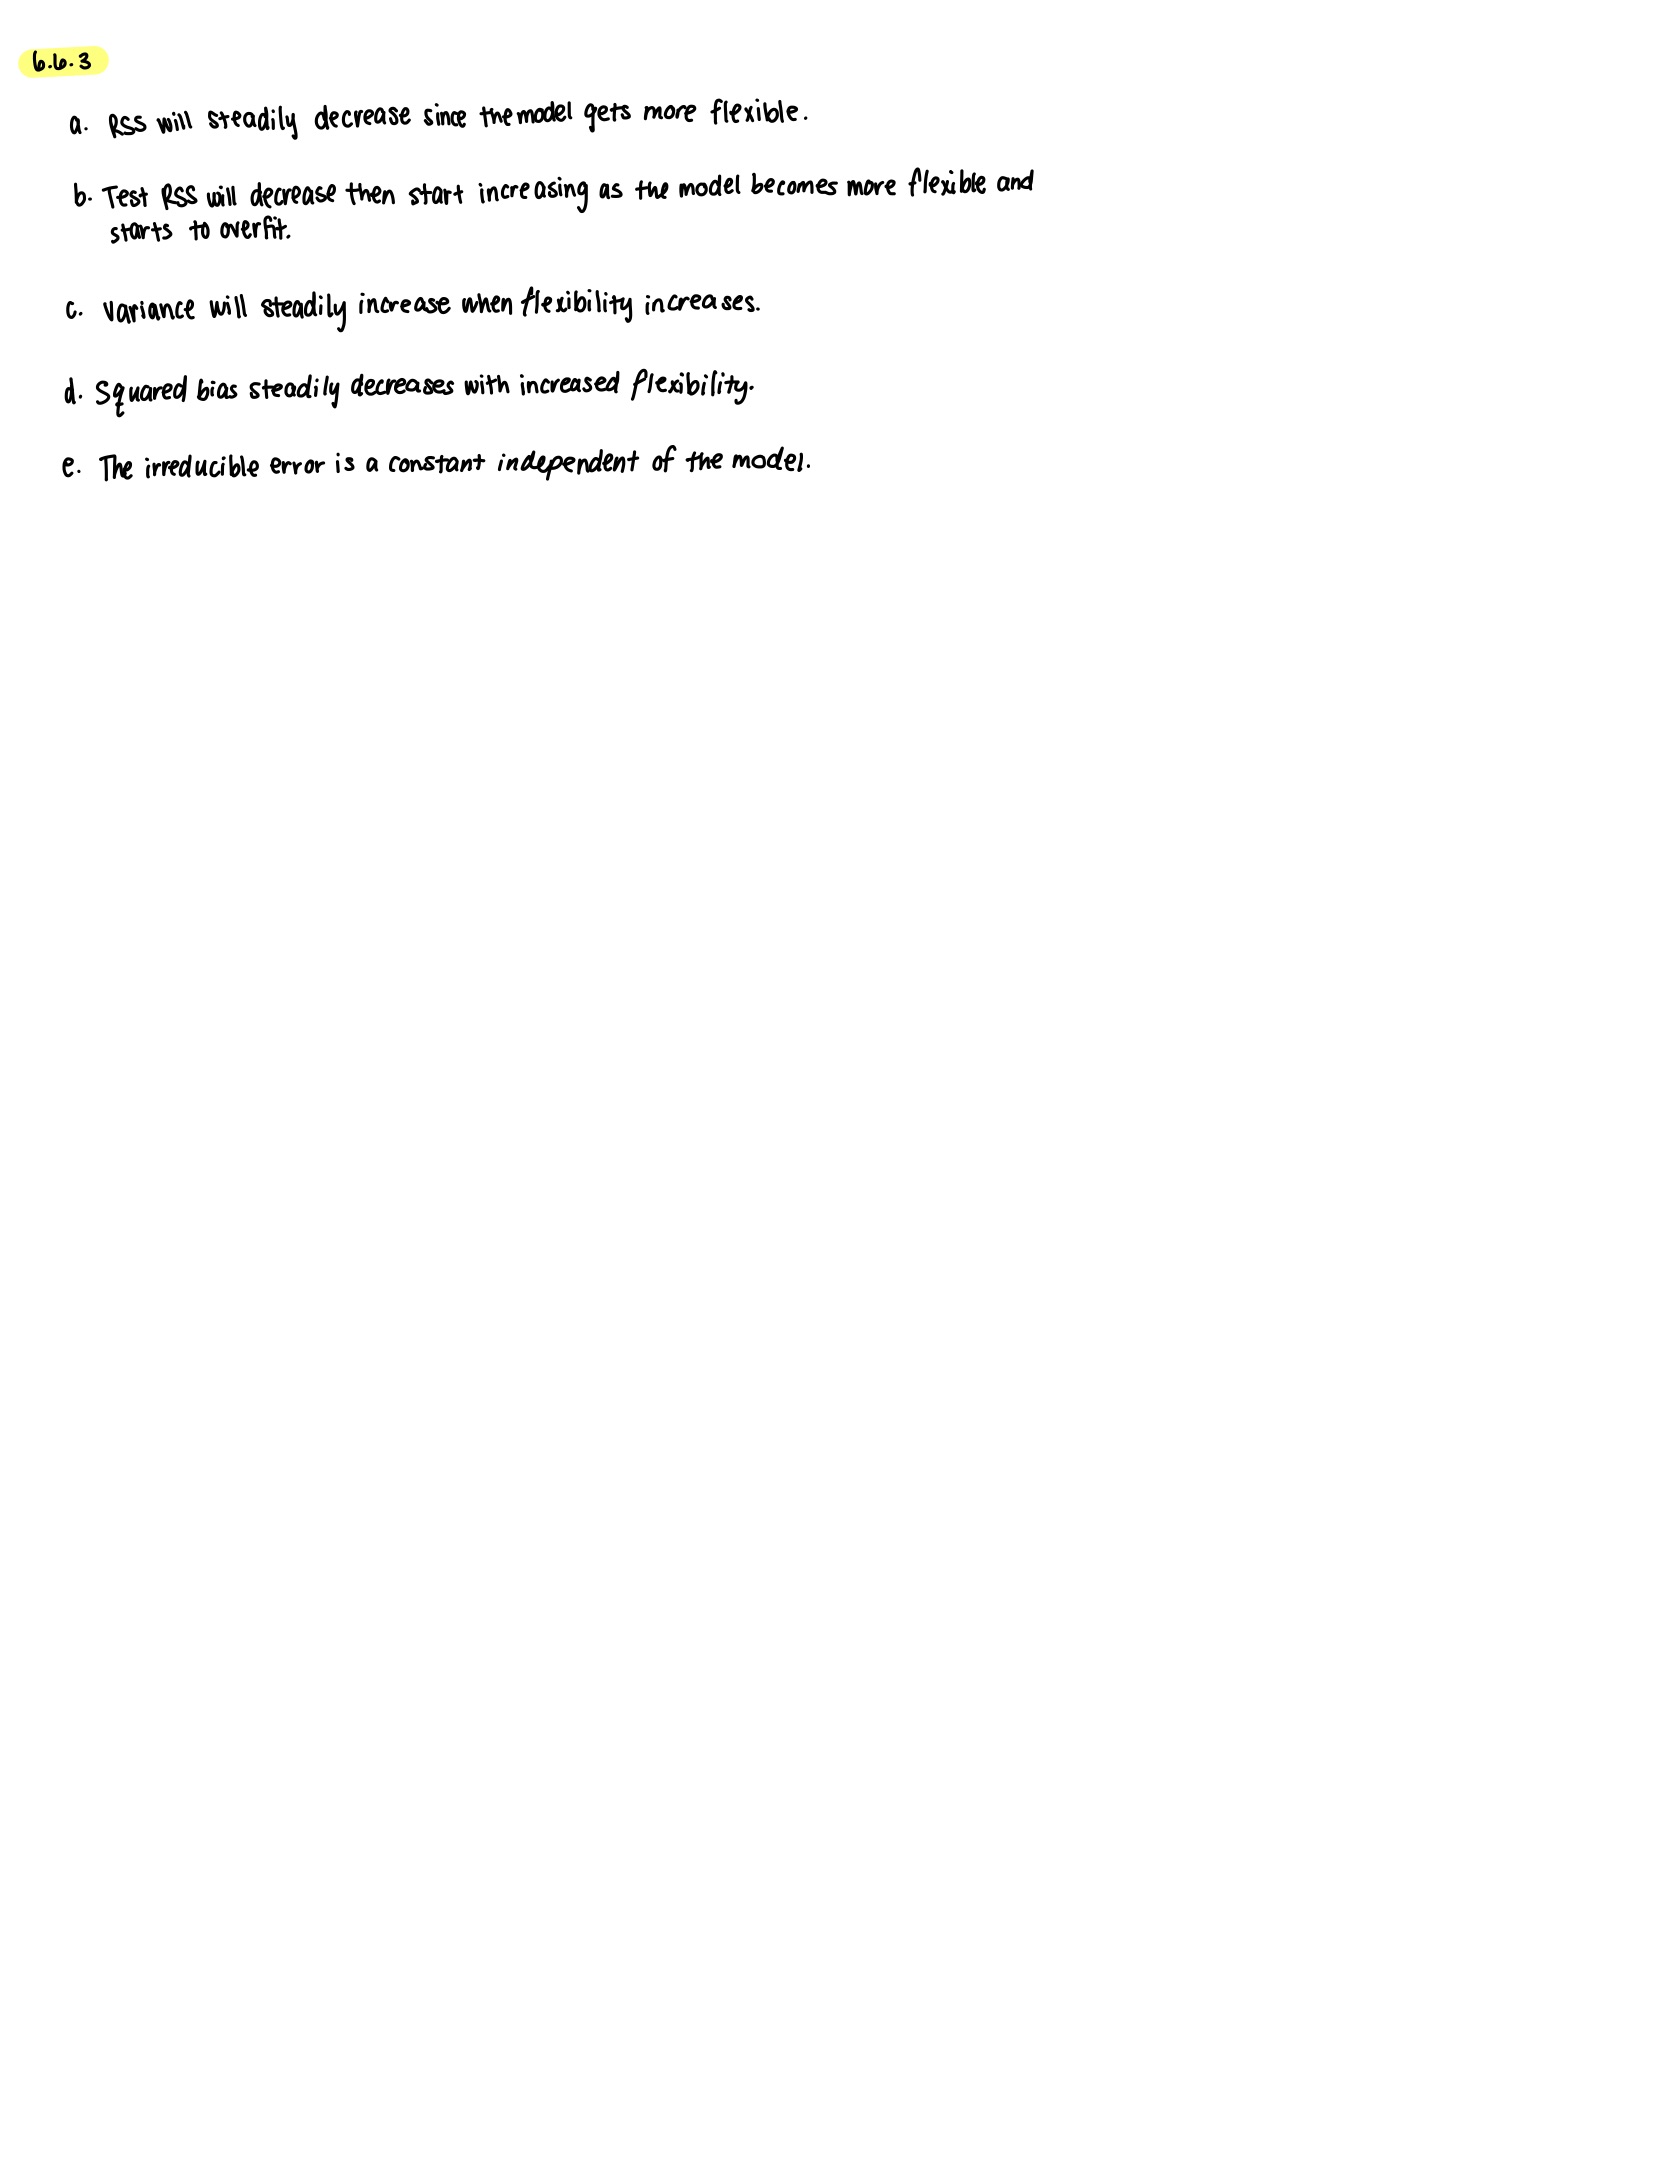 6.6.3
a. RSS will steadily decrease since the model gets more flexible.
b. Test RSS will decrease then start increasing as the model becomes more flexible and
starts to overfit.
c. Variance will steadily increase when flexibility increases.
d. Squared bias steadily decreases with increased flexibility.
e. The irreducible error is a constant independent of the model.